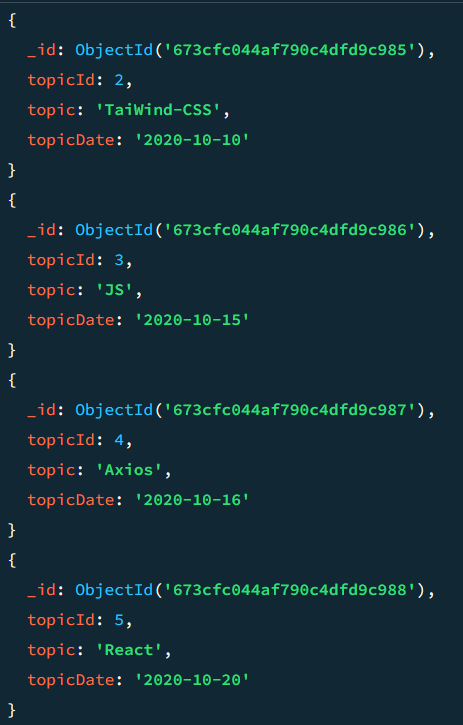 {
  _id: ObjectId('673cfc044af790c4dfd9c985'),
  topicId: 2,
  topic: 'TaiWind-CSS',
  topicDate: '2020-10-10'
}
{
  _id: ObjectId('673cfc044af790c4dfd9c986'),
  topicId: 3,
  topic: 'JS',
  topicDate: '2020-10-15'
}
{
  _id: ObjectId('673cfc044af790c4dfd9c987'),
  topicId: 4,
  topic: 'Axios',
  topicDate: '2020-10-16'
}
{
  _id: ObjectId('673cfc044af790c4dfd9c988'),
  topicId: 5,
  topic: 'React',
  topicDate: '2020-10-20'
}